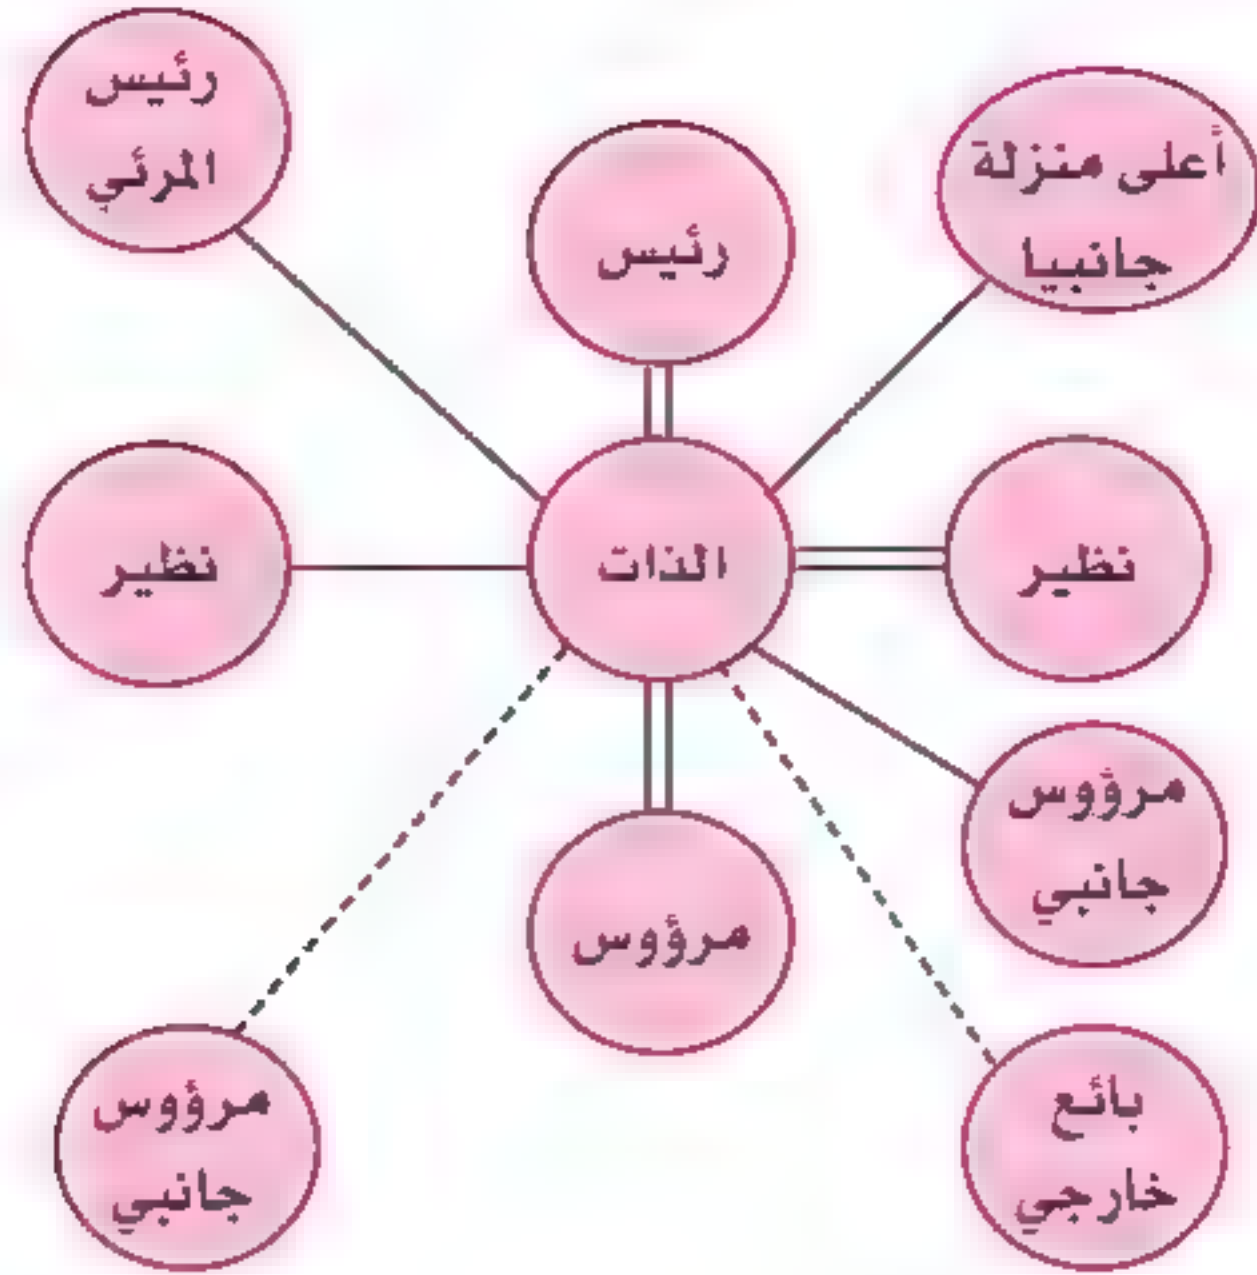 أعلى منزلة
جانبيا
رئيس
رئيس
المرئي
نظير
الذات
نظير
مرؤوس
جانبي
مرؤوس
بائع
خارجي
مرؤوس
جانبي